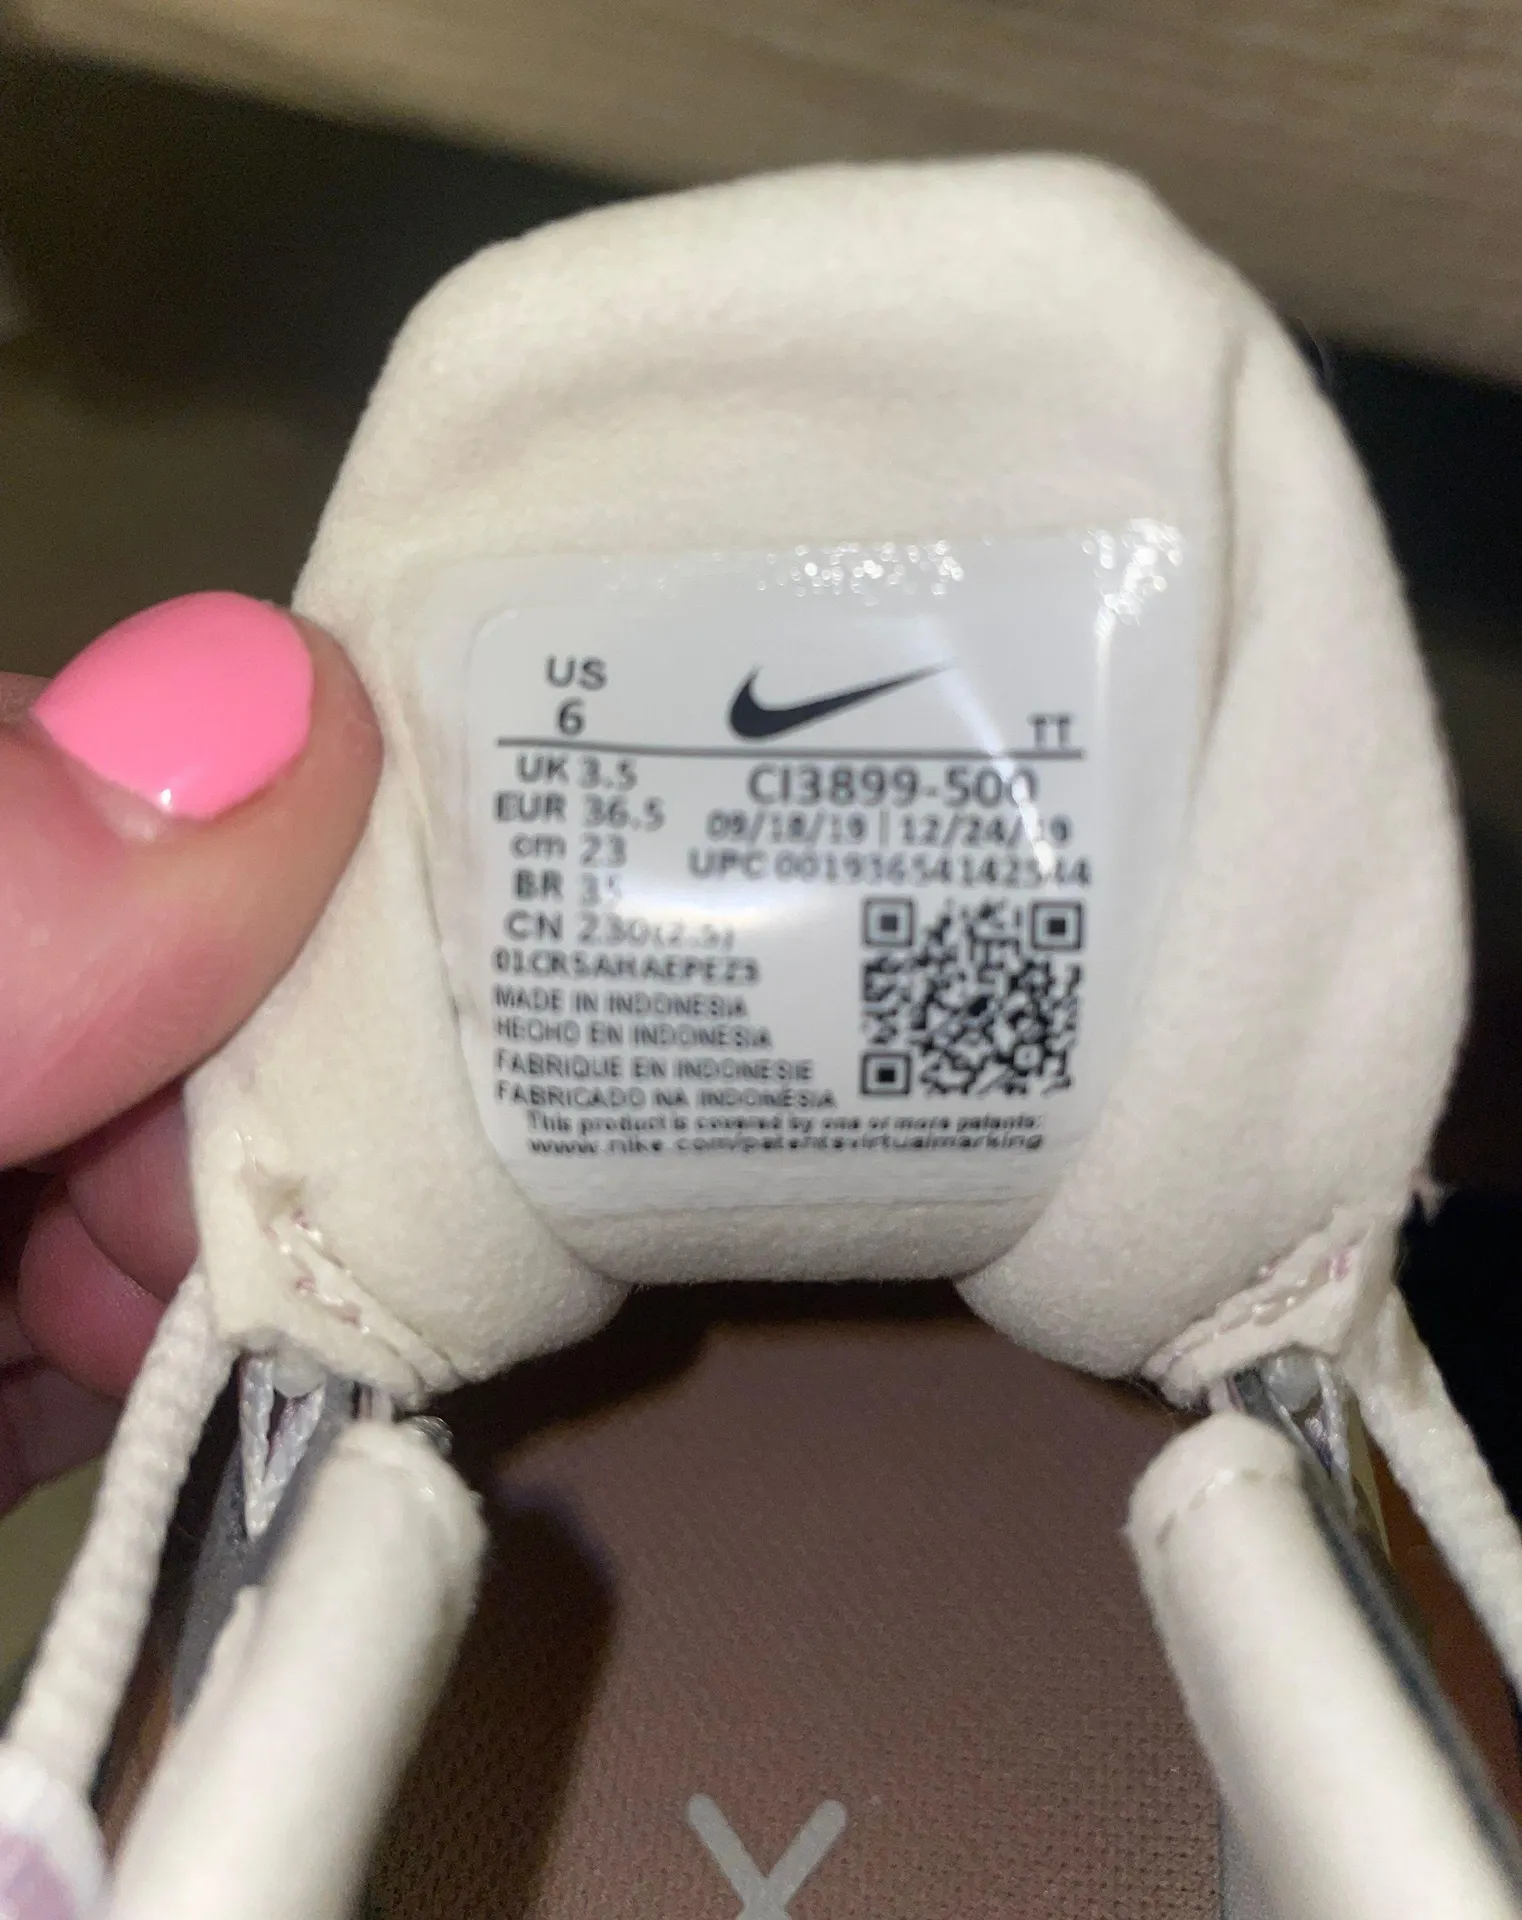 US
6
TT
UK 3.5
CI3899-500
EUR 36.5
09/18/19 | 12/24/19
cm 23
UPC 00193654142544
BR 35
CN 230(2.5)
MADE IN INDONESIA
HECHO EN INDONESIA
FABRIQUE EN INDONESIE
FABRICADO NA INDONÉSIA
This product is covered by one or more patents:
www.nike.com/patentsvirtualmarking
X